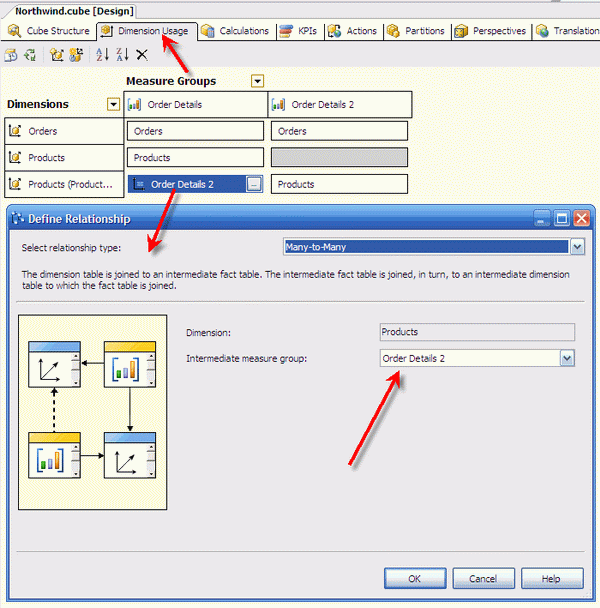 Northwind.cube [Design]
Cube Structure Dimension Usage Calculations KPIs Actions Partitions Perspectives Translation
Measure Groups
Dimensions Order Details Order Details 2
Orders Orders Orders
Products Products
Products (Product... Order Details 2 ... Products
Define Relationship
Select relationship type: Many-to-Many
The dimension table is joined to an intermediate fact table. The intermediate fact table is joined, in turn, to an intermediate dimension
table to which the fact table is joined.
Dimension: Products
Intermediate measure group: Order Details 2
OK Cancel Help